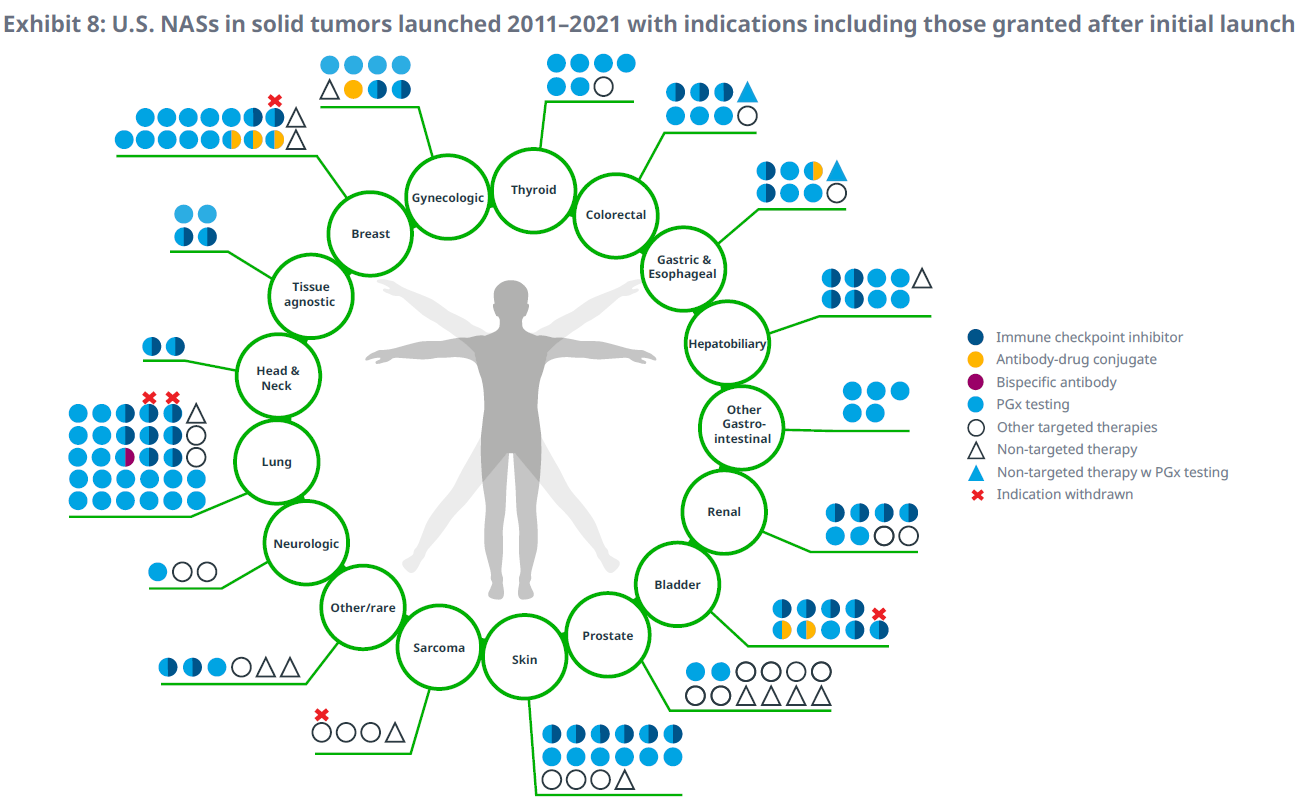 Exhibit 8: U.S. NASs in solid tumors launched 2011–2021 with indications including those granted after initial launch
Gynecologic
Thyroid
Colorectal
Breast
Gastric &
Esophageal
Tissue
agnostic
Hepatobiliary
Head &
Neck
Other
Gastro-
intestinal
Lung
Renal
Neurologic
Bladder
Other/rare
Prostate
Sarcoma
Skin
Immune checkpoint inhibitor
Antibody-drug conjugate
Bispecific antibody
PGx testing
Other targeted therapies
Non-targeted therapy
Non-targeted therapy w PGx testing
Indication withdrawn